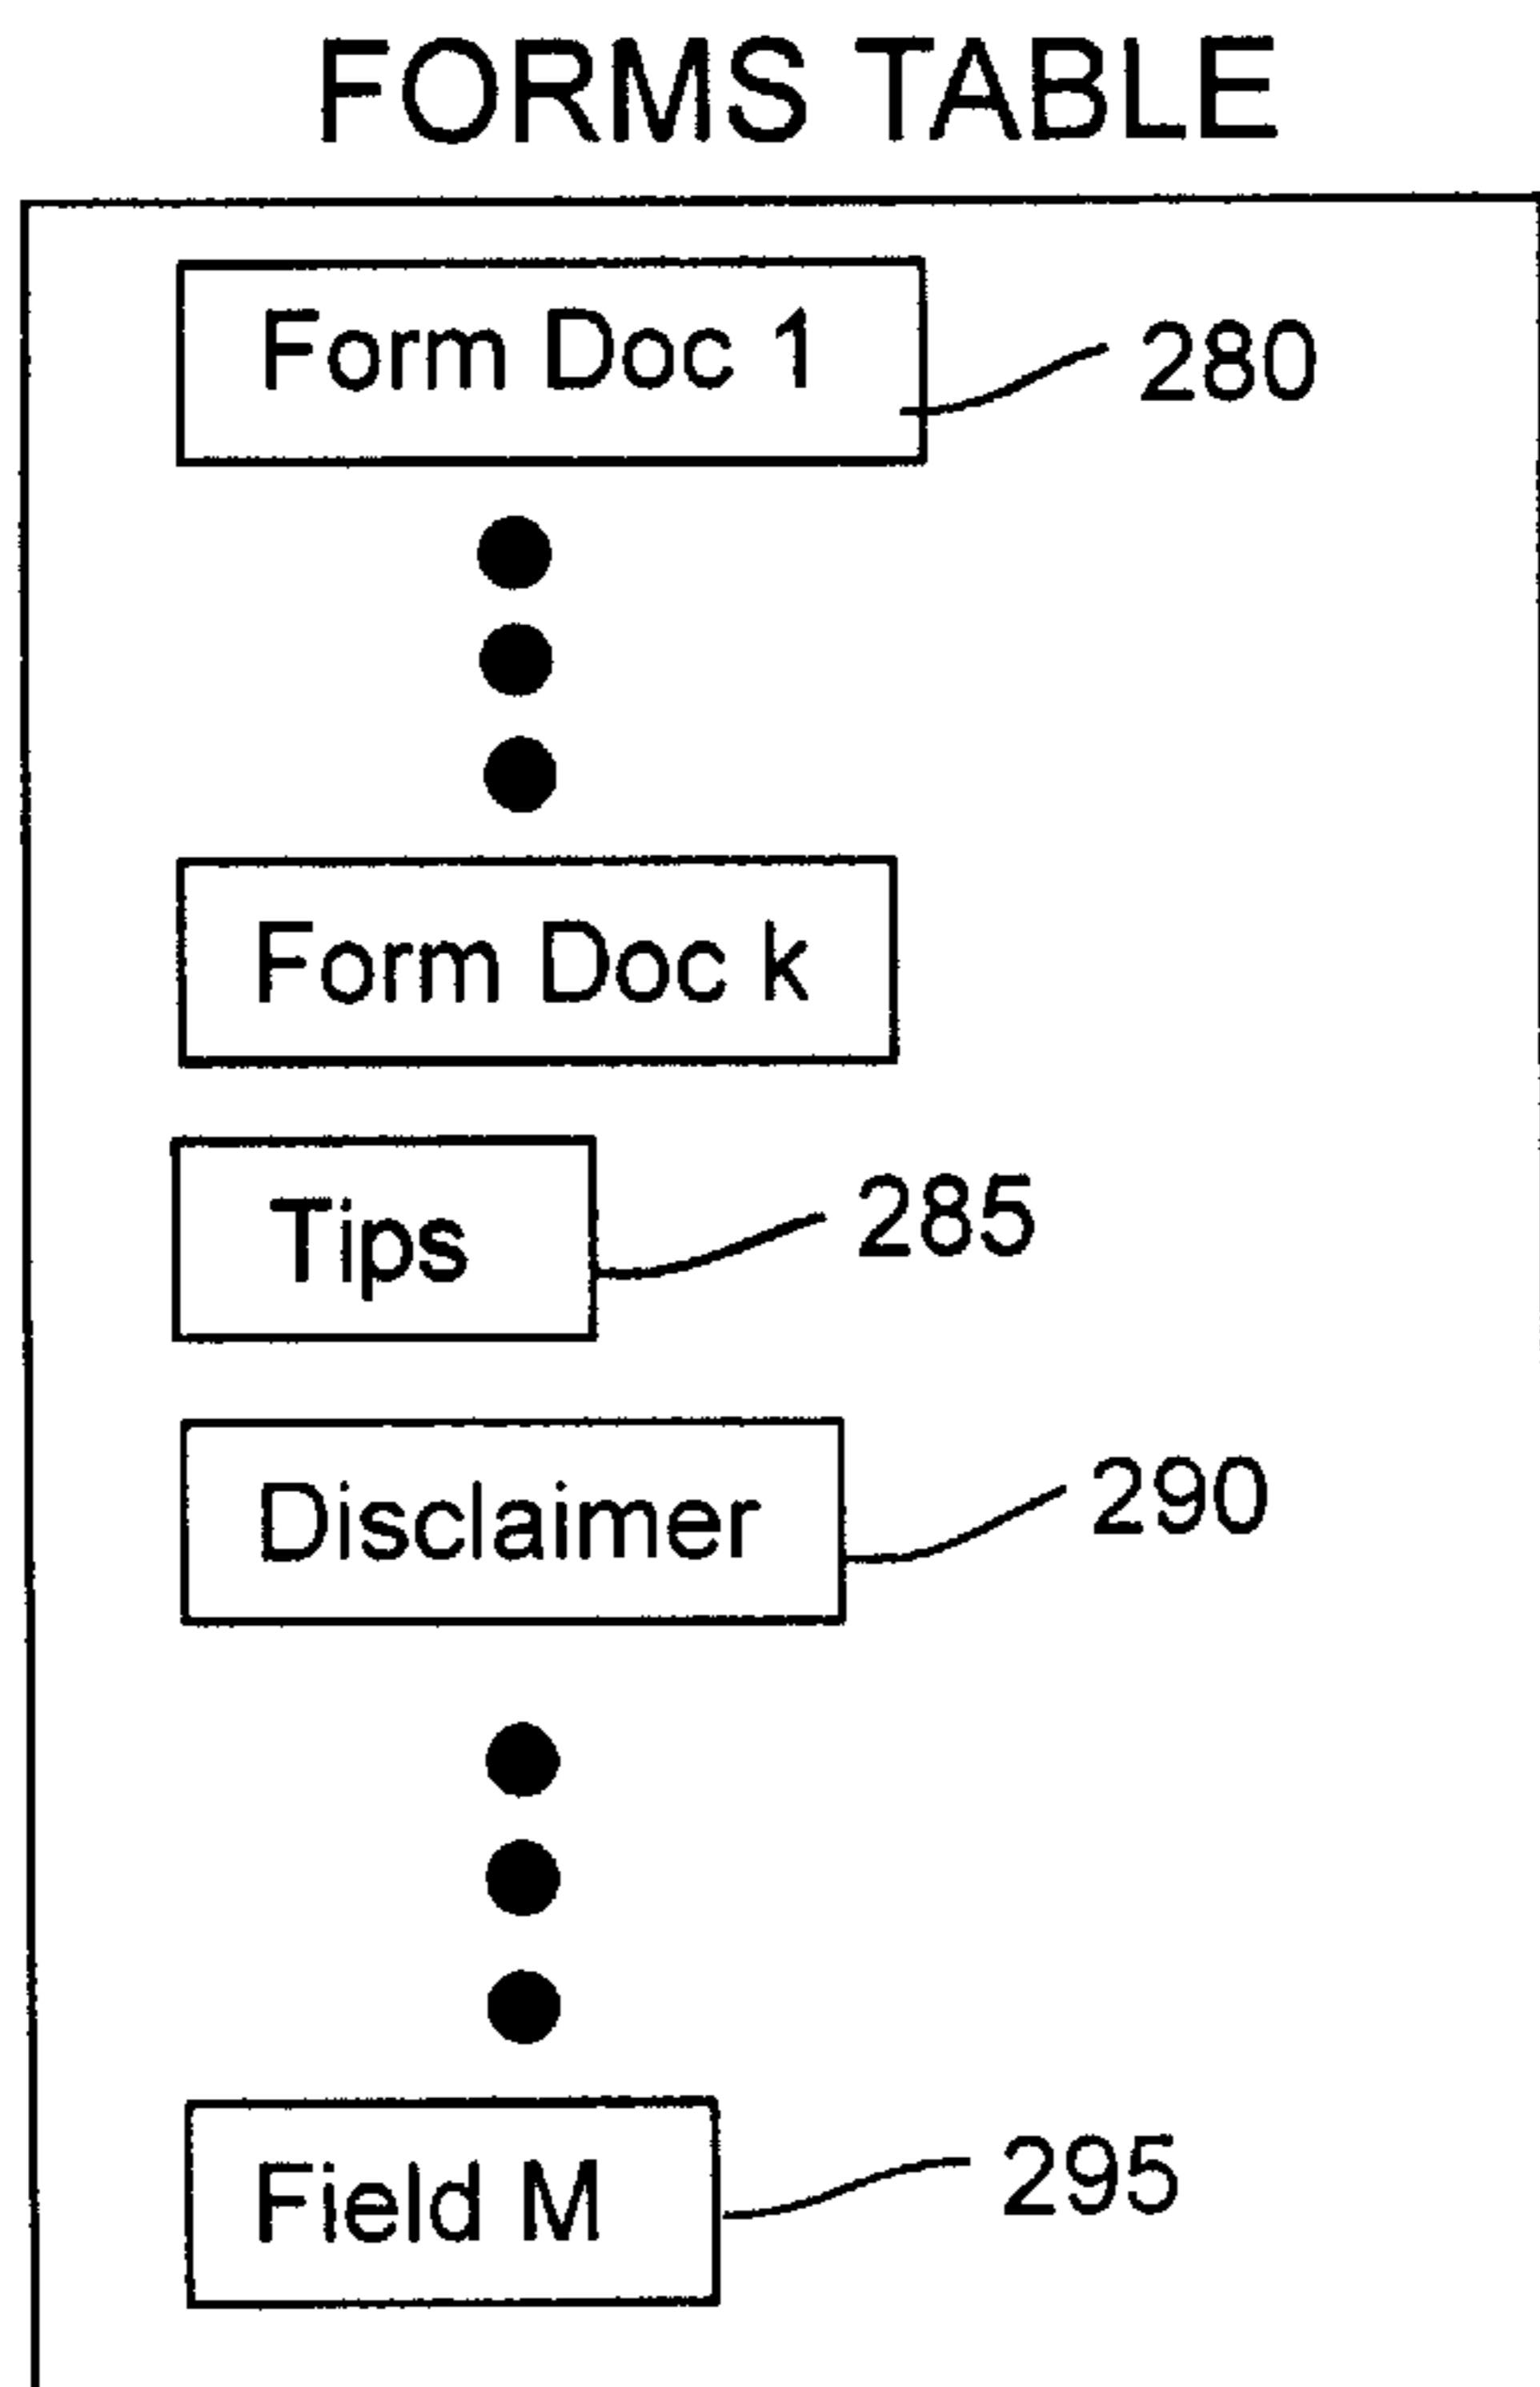 FORMS TABLE
Form Doc 1
280
Form Doc k
Tips
285
Disclaimer
290
Field M
295